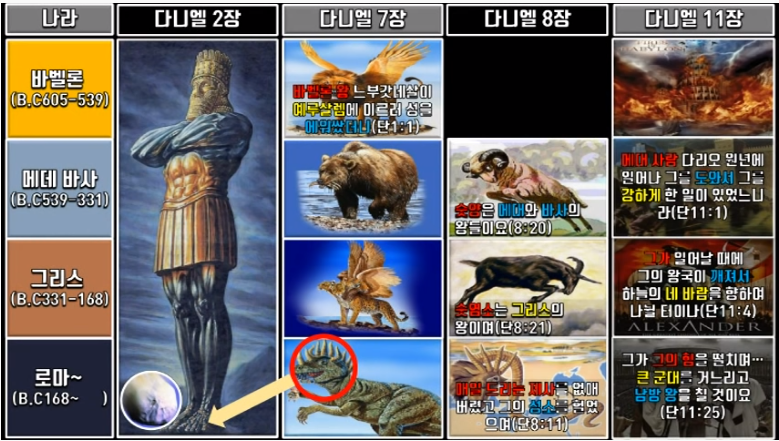 나라
다니엘 2장
다니엘 7장
다니엘 8장
다니엘 11장
바벨론
(B.C605-539)
바벨론 왕 느부갓네살이
예루살렘에 이르러 성을
에워쌌더니(단1:1)
BABYLON
메데 바사
(B.C539-331)
숫양은 메대와 바사의
왕들이요(8:20)
메대 사람 다리오 원년에
일어나 그를 도와서 그를
강하게 한 일이 있었느니
라(단11:1)
그리스
(B.C331-168)
숫염소는 그리스의
왕이며(단8:21)
그가 일어날 때에
그의 왕국이 깨져서
하늘의 네 바람을 향하여
나뉠 터이나(단11:4)
ALEXANDER
로마~
(B.C168~ )
매일 드리는 제사를 없애
버렸고 그의 성소를 헐었
으며(단8:11)
그가 그의 힘을 떨치며…
큰 군대를 거느리고
남방 왕을 칠 것이요
(단11:25)